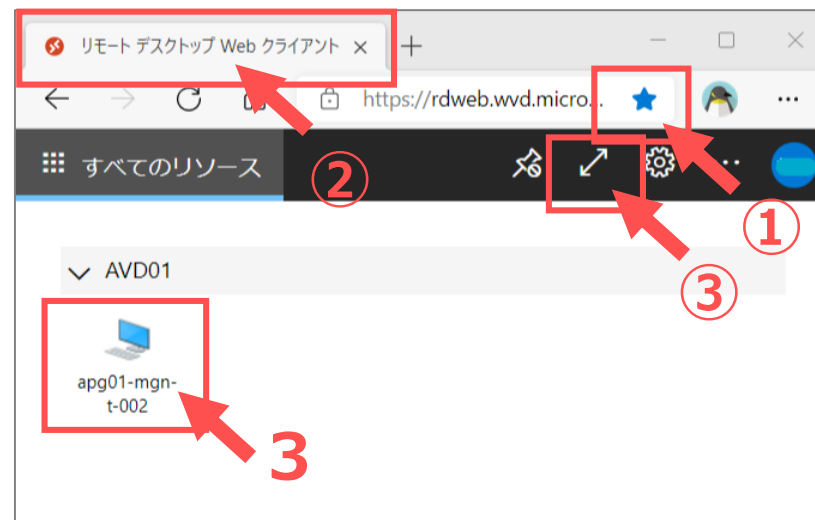 リモート デスクトップ Web クライアント
https://rdweb.wvd.micro...
すべてのリソース
②
①
③
AVD01
apg01-mgn-
t-002
3